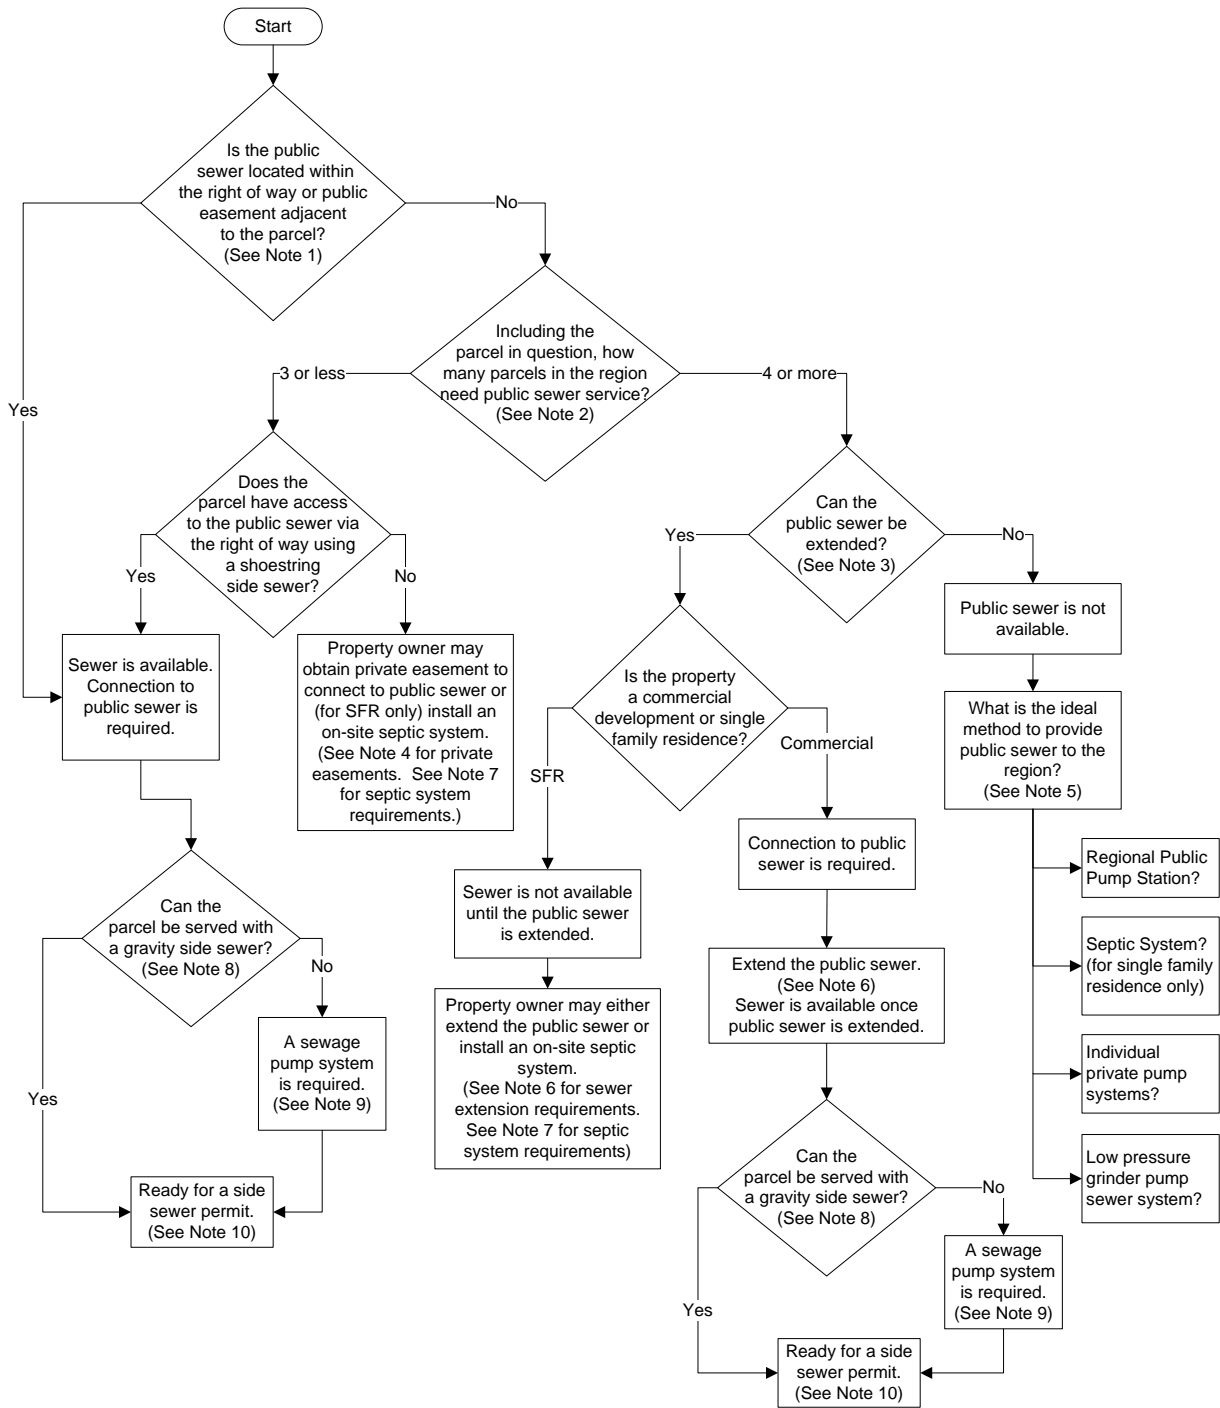 Start
Is the public
sewer located within
the right of way or public
easement adjacent
to the parcel?
(See Note 1)
No
Yes
Including the
parcel in question, how
many parcels in the region
need public sewer service?
(See Note 2)
3 or less
4 or more
Does the
parcel have access
to the public sewer via
the right of way using
a shoestring
side sewer?
Yes
No
Can the
public sewer be
extended?
(See Note 3)
Yes
No
Sewer is available.
Connection to
public sewer is
required.
Property owner may
obtain private easement to
connect to public sewer or
(for SFR only) install an
on-site septic system.
(See Note 4 for private
easements.  See Note 7
for septic system
requirements.)
Is the property
a commercial
development or single
family residence?
SFR
Commercial
Public sewer is not
available.
What is the ideal
method to provide
public sewer to the
region?
(See Note 5)
Regional Public
Pump Station?
Septic System?
(for single family
residence only)
Individual
private pump
systems?
Low pressure
grinder pump
sewer system?
Can the
parcel be served with
a gravity side sewer?
(See Note 8)
Yes
No
A sewage
pump system
is required.
(See Note 9)
Ready for a side
sewer permit.
(See Note 10)
Sewer is not available
until the public sewer
is extended.
Property owner may either
extend the public sewer or
install an on-site septic
system.
(See Note 6 for sewer
extension requirements.
See Note 7 for septic
system requirements)
Connection to public
sewer is required.
Extend the public sewer.
(See Note 6)
Sewer is available once
public sewer is extended.
Can the
parcel be served with
a gravity side sewer?
(See Note 8)
Yes
No
A sewage
pump system
is required.
(See Note 9)
Ready for a side
sewer permit.
(See Note 10)